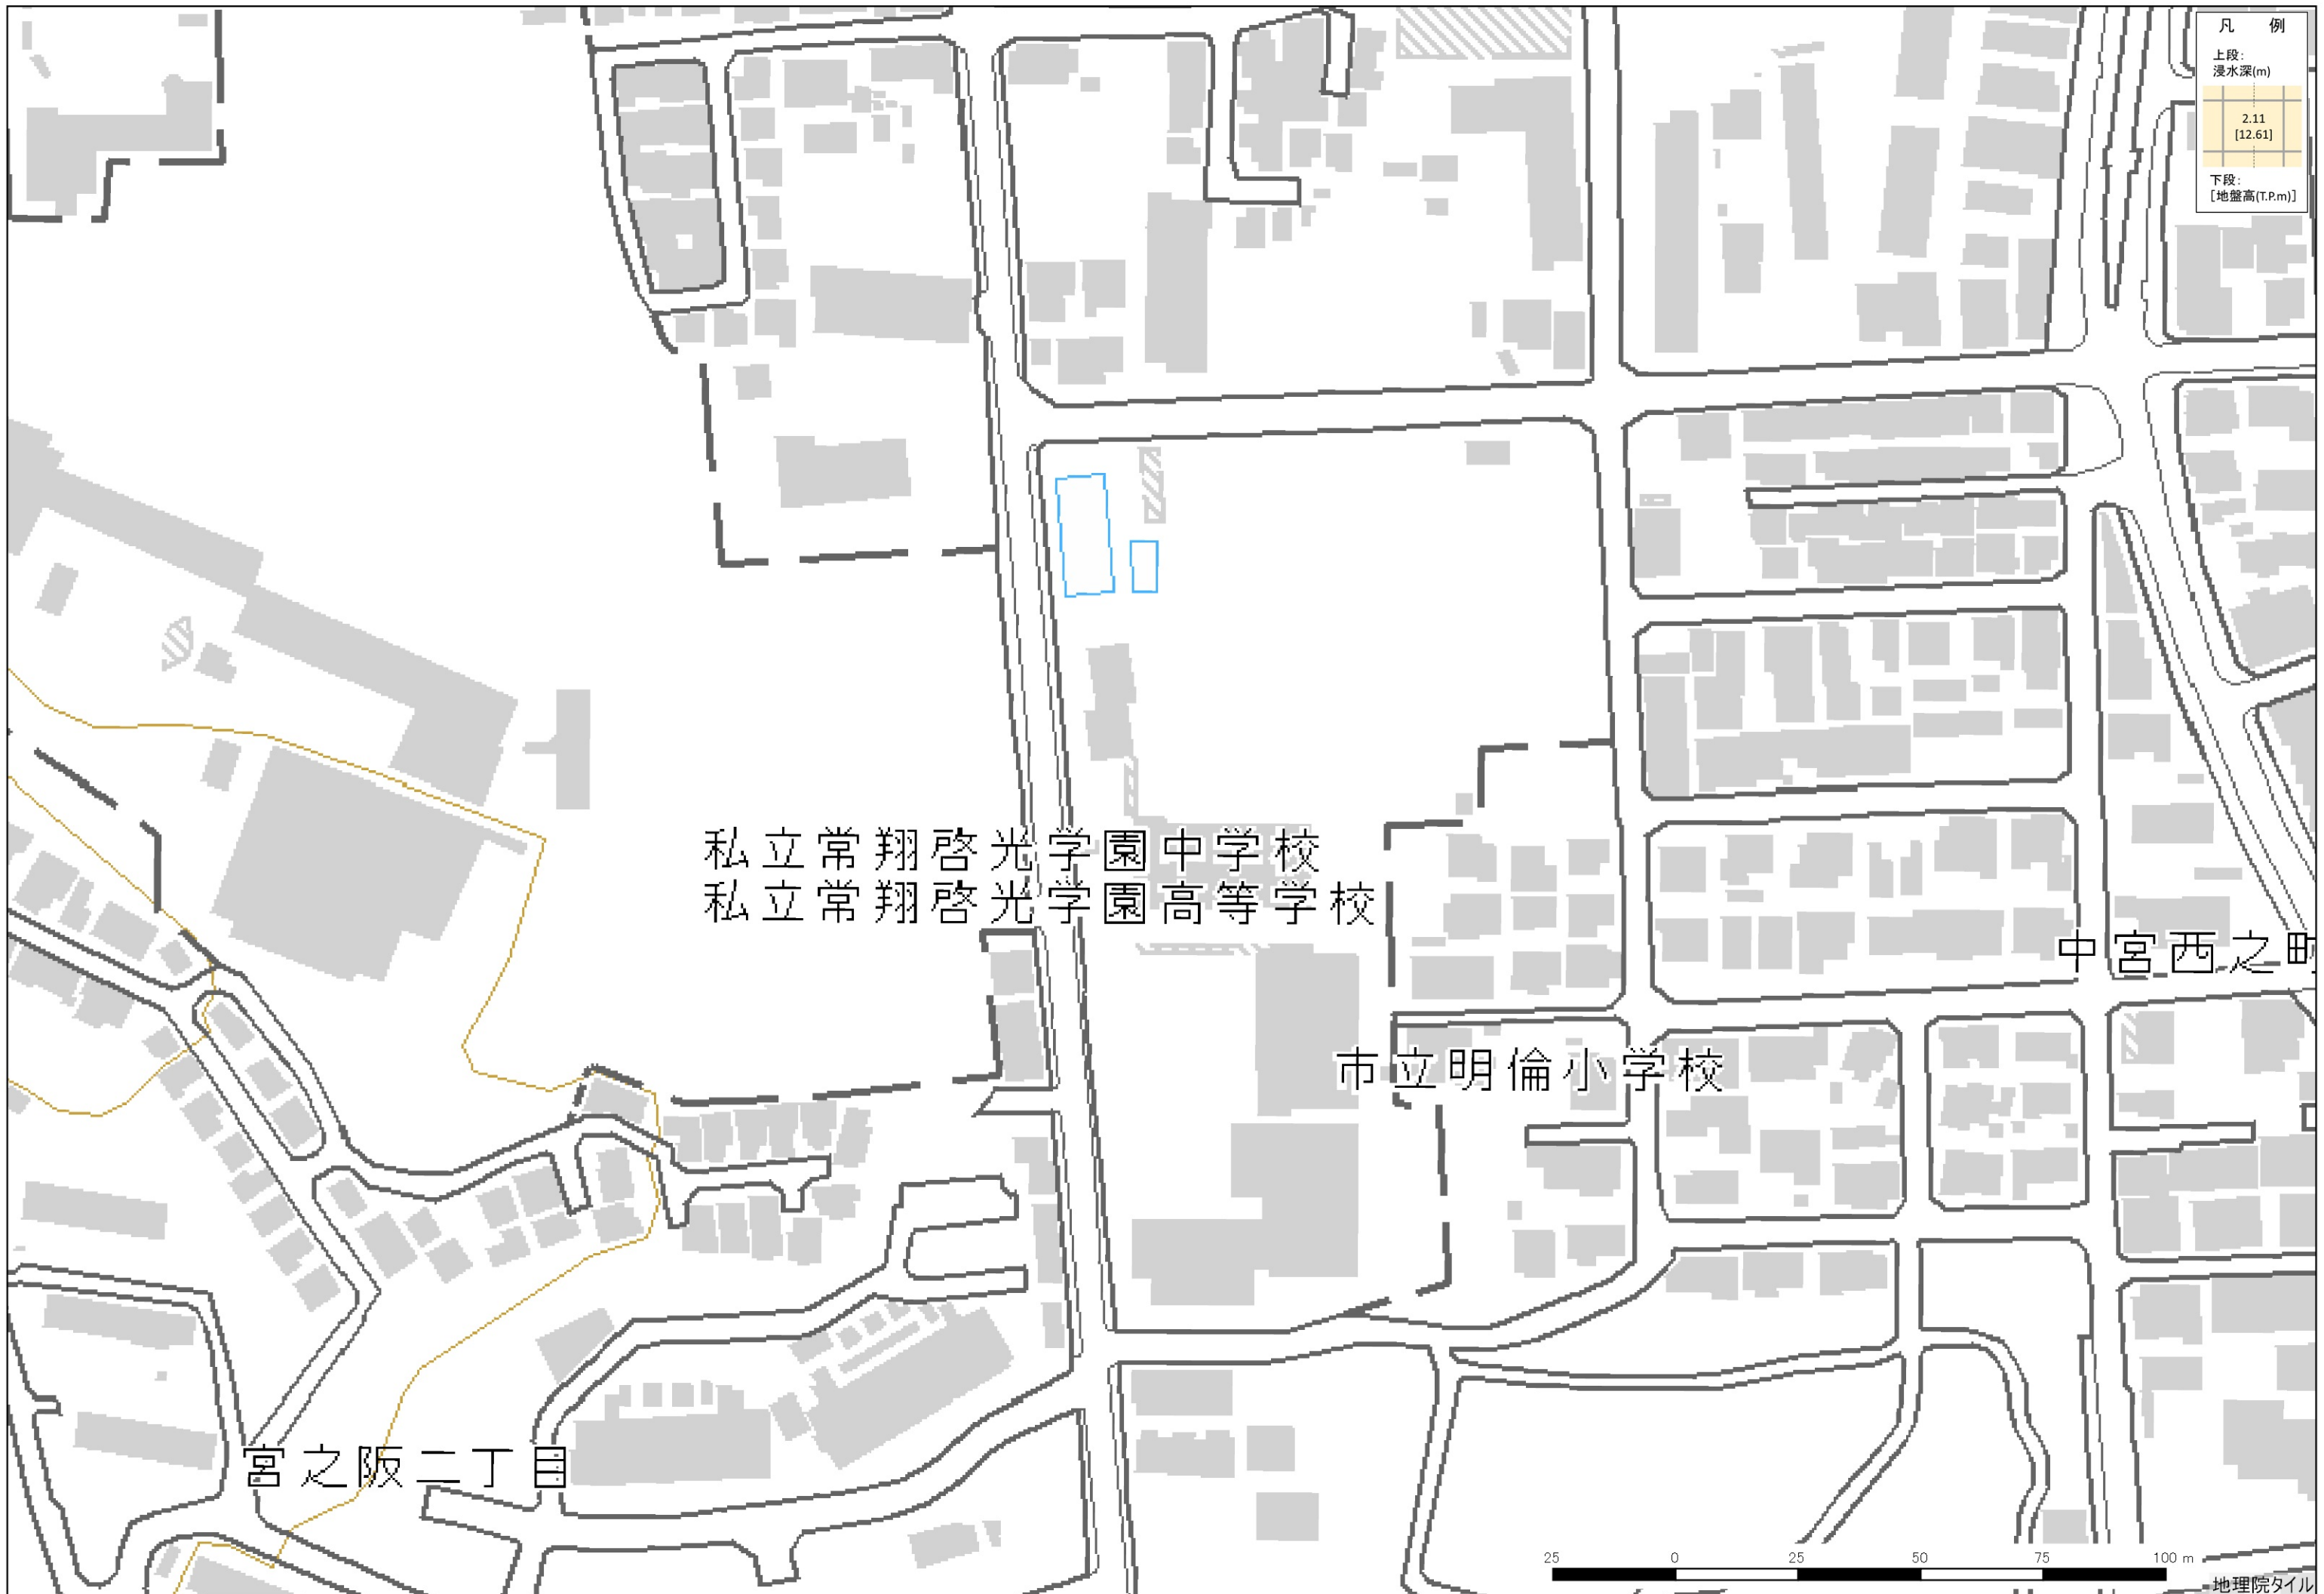 凡 例
上段:
浸水深(m)
2.11
[12.61]
下段:
[地盤高(T.P.m)]
私立常翔啓光学園中学校
私立常翔啓光学園高等学校
中宮西之町
市立明倫小学校
宮之阪二丁目
25 0 25 50 75 100 m
地理院タイル